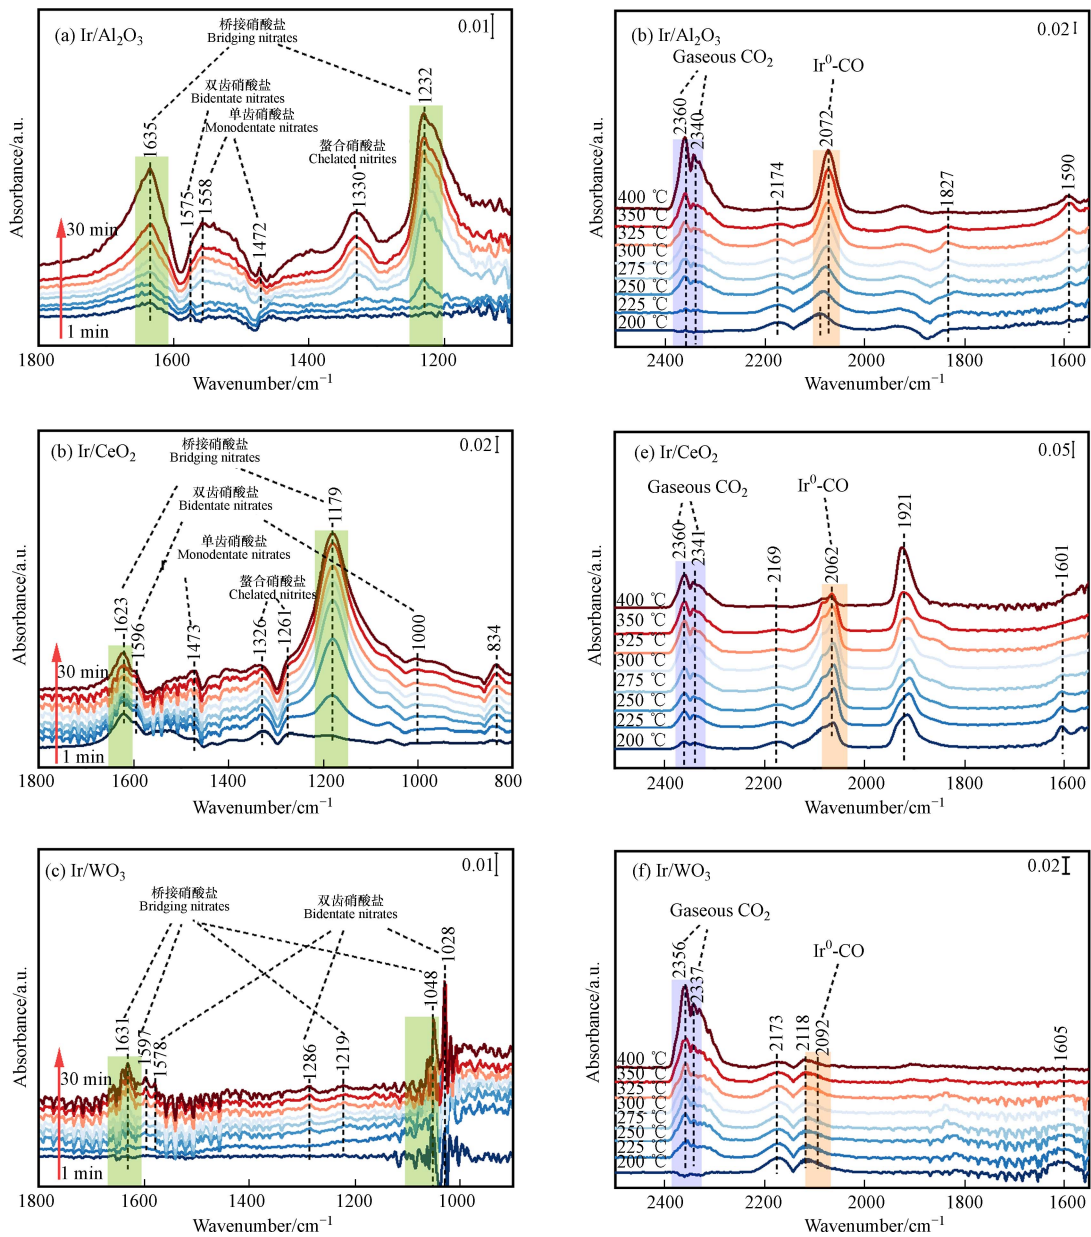 (a) Ir/Al₂O₃
桥接硝酸盐
Bridging nitrates
0.01
双齿硝酸盐
Bidentate nitrates
单齿硝酸盐
Monodentate nitrates
螯合硝酸盐
Chelated nitrites
1635
1575
1558
1472
1330
1232
30 min
1 min
Absorbance/a.u.
1800 1600 1400 1200
Wavenumber/cm⁻¹
(b) Ir/Al₂O₃
0.02
Gaseous CO₂
Ir⁰-CO
2360
2340
2174
2072
1827
1590
400 ℃
350 ℃
325 ℃
300 ℃
275 ℃
250 ℃
225 ℃
200 ℃
Absorbance/a.u.
2400 2200 2000 1800 1600
Wavenumber/cm⁻¹
(b) Ir/CeO₂
桥接硝酸盐
Bridging nitrates
0.02
双齿硝酸盐
Bidentate nitrates
单齿硝酸盐
Monodentate nitrates
螯合硝酸盐
Chelated nitrites
1623
1596
1473
1326
1261
1179
1000
834
30 min
1 min
Absorbance/a.u.
1800 1600 1400 1200 1000 800
Wavenumber/cm⁻¹
(e) Ir/CeO₂
0.05
Gaseous CO₂
Ir⁰-CO
2360
2341
2169
2062
1921
1601
400 ℃
350 ℃
325 ℃
300 ℃
275 ℃
250 ℃
225 ℃
200 ℃
Absorbance/a.u.
2400 2200 2000 1800 1600
Wavenumber/cm⁻¹
(c) Ir/WO₃
0.01
桥接硝酸盐
Bridging nitrates
双齿硝酸盐
Bidentate nitrates
1631
1597
1578
1286
1219
1048
1028
30 min
1 min
Absorbance/a.u.
1800 1600 1400 1200 1000
Wavenumber/cm⁻¹
(f) Ir/WO₃
0.02
Gaseous CO₂
Ir⁰-CO
2356
2337
2173
2118
2092
1605
400 ℃
350 ℃
325 ℃
300 ℃
275 ℃
250 ℃
225 ℃
200 ℃
Absorbance/a.u.
2400 2200 2000 1800 1600
Wavenumber/cm⁻¹